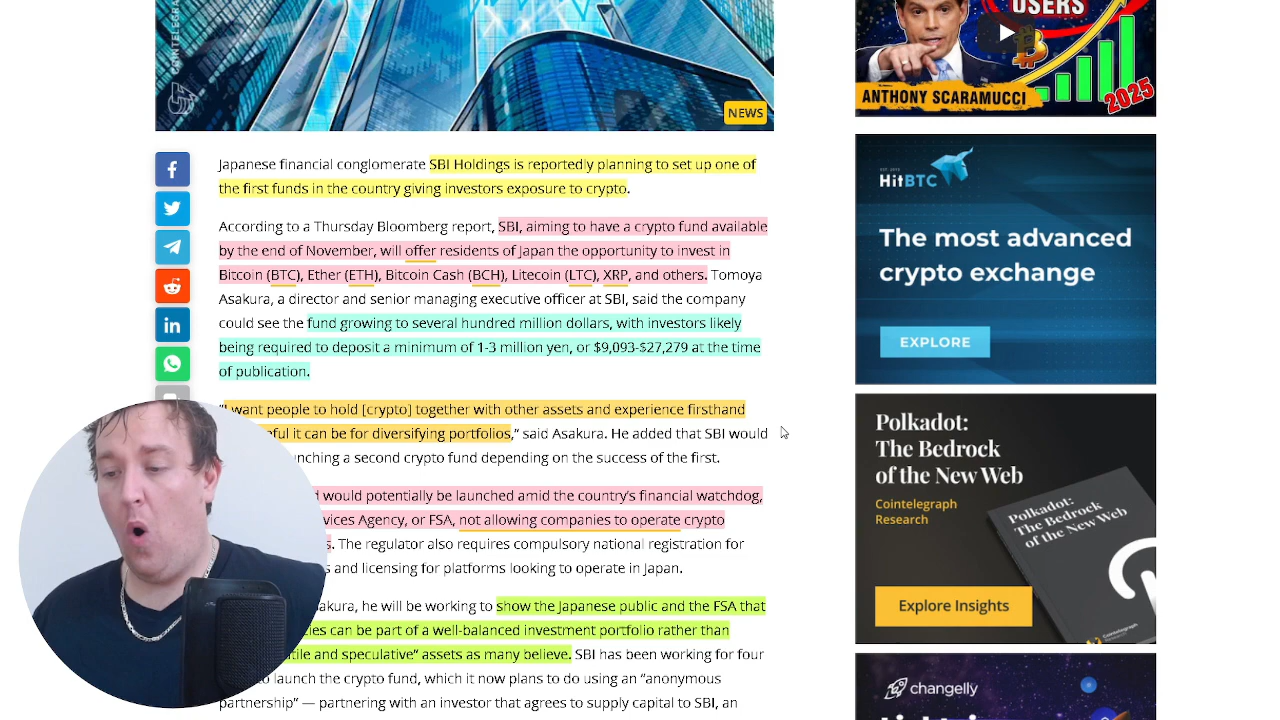 COINTELEGRA
NEWS
Japanese financial conglomerate SBI Holdings is reportedly planning to set up one of
the first funds in the country giving investors exposure to crypto.
According to a Thursday Bloomberg report, SBI, aiming to have a crypto fund available
by the end of November, will offer residents of Japan the opportunity to invest in
Bitcoin (BTC), Ether (ETH), Bitcoin Cash (BCH), Litecoin (LTC), XRP, and others. Tomoya
Asakura, a director and senior managing executive officer at SBI, said the company
could see the fund growing to several hundred million dollars, with investors likely
being required to deposit a minimum of 1-3 million yen, or $9,093-$27,279 at the time
of publication.
"I want people to hold [crypto] together with other assets and experience firsthand
it can be for diversifying portfolios," said Asakura. He added that SBI would
a second crypto fund depending on the success of the first.
would potentially be launched amid the country's financial watchdog,
Agency, or FSA, not allowing companies to operate crypto
. The regulator also requires compulsory national registration for
and licensing for platforms looking to operate in Japan.
he will be working to show the Japanese public and the FSA that
can be part of a well-balanced investment portfolio rather than
and speculative" assets as many believe. SBI has been working for four
launch the crypto fund, which it now plans to do using an "anonymous
partnership" — partnering with an investor that agrees to supply capital to SBI, an
USERS
ANTHONY SCARAMUCCI
2025
HitBTC
The most advanced
crypto exchange
EXPLORE
Polkadot:
The Bedrock
of the New Web
Cointelegraph
Research
Polkadot:
The Bedrock
of the New Web
Cointelegraph
Explore Insights
changelly